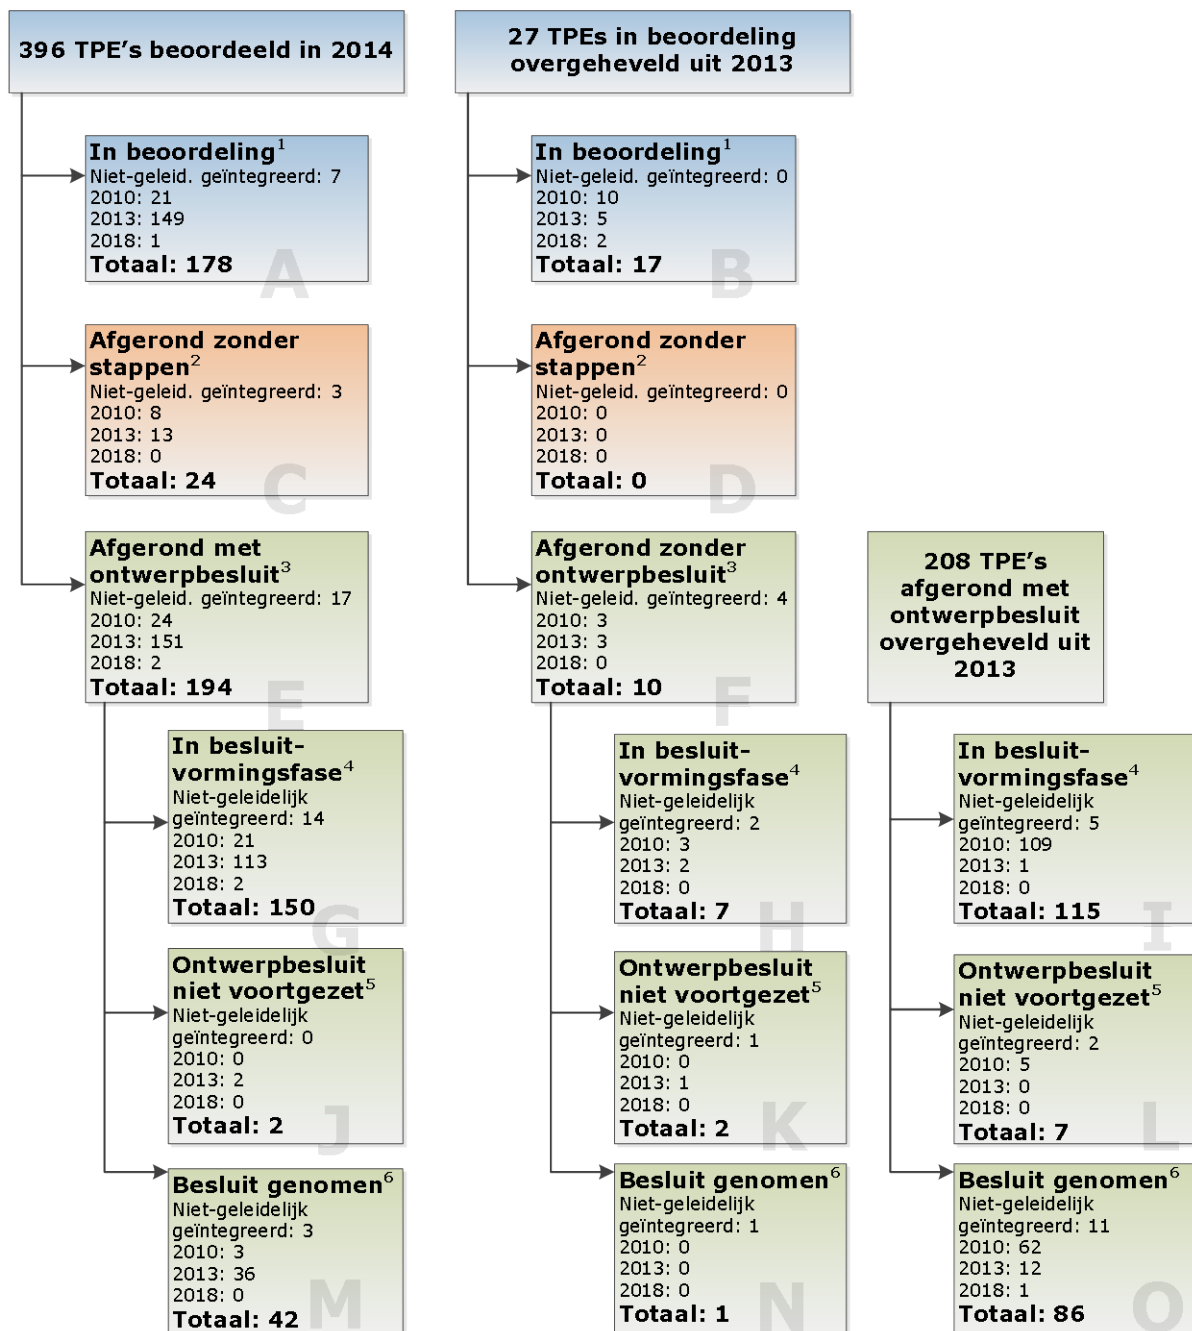 396 TPE's beoordeeld in 2014
In beoordeling1
Niet-geleid. geïntegreerd: 7
2010: 21
2013: 149
2018: 1
Totaal: 178
A
Afgerond zonder
stappen2
Niet-geleid. geïntegreerd: 3
2010: 8
2013: 13
2018: 0
Totaal: 24
C
Afgerond met
ontwerpbesluit3
Niet-geleid. geïntegreerd: 17
2010: 24
2013: 151
2018: 2
Totaal: 194
E
In besluit-
vormingsfase4
Niet-geleidelijk
geïntegreerd: 14
2010: 21
2013: 113
2018: 2
Totaal: 150
G
Ontwerpbesluit
niet voortgezet5
Niet-geleidelijk
geïntegreerd: 0
2010: 0
2013: 2
2018: 0
Totaal: 2
J
Besluit genomen6
Niet-geleidelijk
geïntegreerd: 3
2010: 3
2013: 36
2018: 0
Totaal: 42
M
27 TPEs in beoordeling
overgeheveld uit 2013
In beoordeling1
Niet-geleid. geïntegreerd: 0
2010: 10
2013: 5
2018: 2
Totaal: 17
B
Afgerond zonder
stappen2
Niet-geleid. geïntegreerd: 0
2010: 0
2013: 0
2018: 0
Totaal: 0
D
Afgerond zonder
ontwerpbesluit3
Niet-geleid. geïntegreerd: 4
2010: 3
2013: 3
2018: 0
Totaal: 10
F
In besluit-
vormingsfase4
Niet-geleidelijk
geïntegreerd: 2
2010: 3
2013: 2
2018: 0
Totaal: 7
H
Ontwerpbesluit
niet voortgezet5
Niet-geleidelijk
geïntegreerd: 1
2010: 0
2013: 1
2018: 0
Totaal: 2
K
Besluit genomen6
Niet-geleidelijk
geïntegreerd: 1
2010: 0
2013: 0
2018: 0
Totaal: 1
N
208 TPE's
afgerond met
ontwerpbesluit
overgeheveld uit
2013
In besluit-
vormingsfase4
Niet-geleidelijk
geïntegreerd: 5
2010: 109
2013: 1
2018: 0
Totaal: 115
I
Ontwerpbesluit
niet voortgezet5
Niet-geleidelijk
geïntegreerd: 2
2010: 5
2013: 0
2018: 0
Totaal: 7
L
Besluit genomen6
Niet-geleidelijk
geïntegreerd: 11
2010: 62
2013: 12
2018: 1
Totaal: 86
O